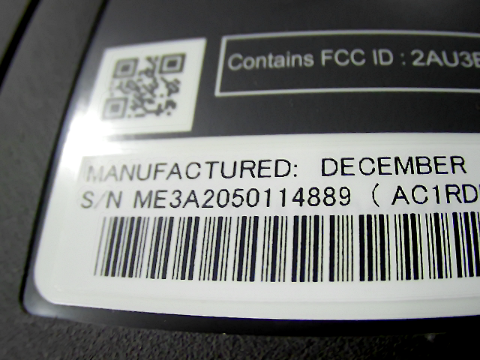 Contains FCC ID : 2AU3B
MANUFACTURED: DECEMBER
S/N ME3A2050114889 ( AC1RD